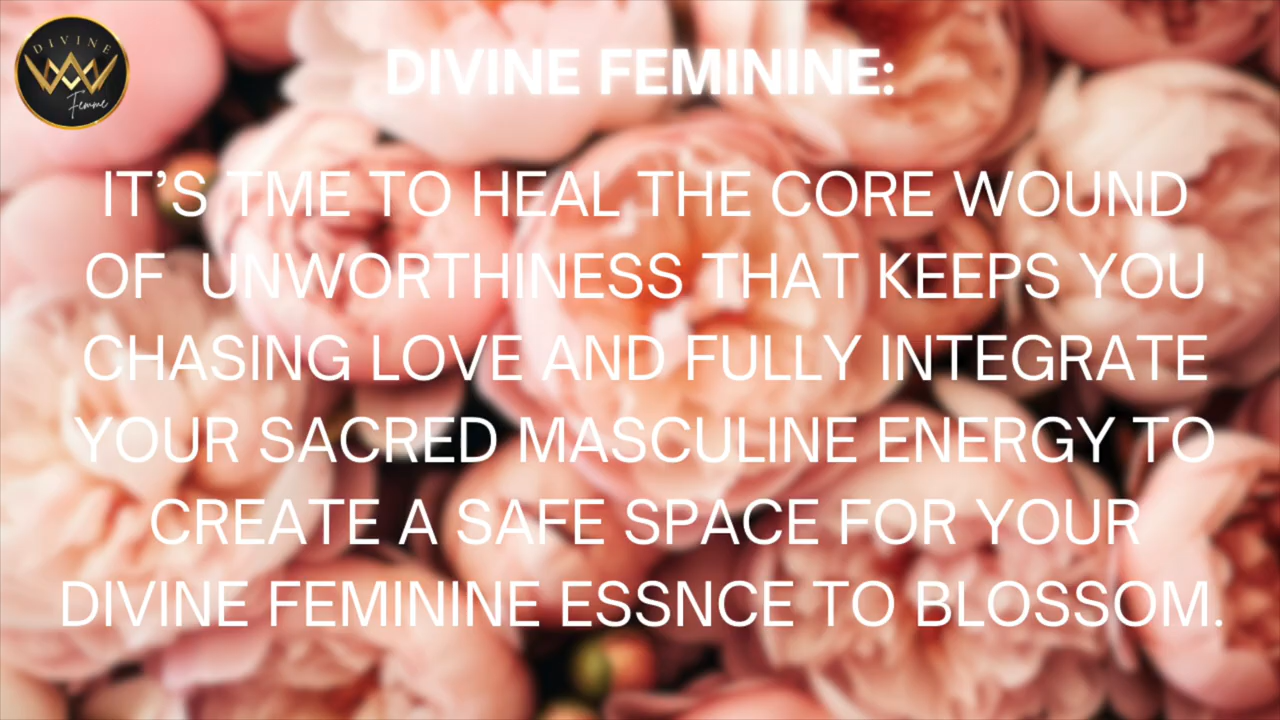 DIVINE
Femme
DIVINE FEMININE:
IT’S TME TO HEAL THE CORE WOUND
OF UNWORTHINESS THAT KEEPS YOU
CHASING LOVE AND FULLY INTEGRATE
YOUR SACRED MASCULINE ENERGY TO
CREATE A SAFE SPACE FOR YOUR
DIVINE FEMININE ESSNCE TO BLOSSOM.